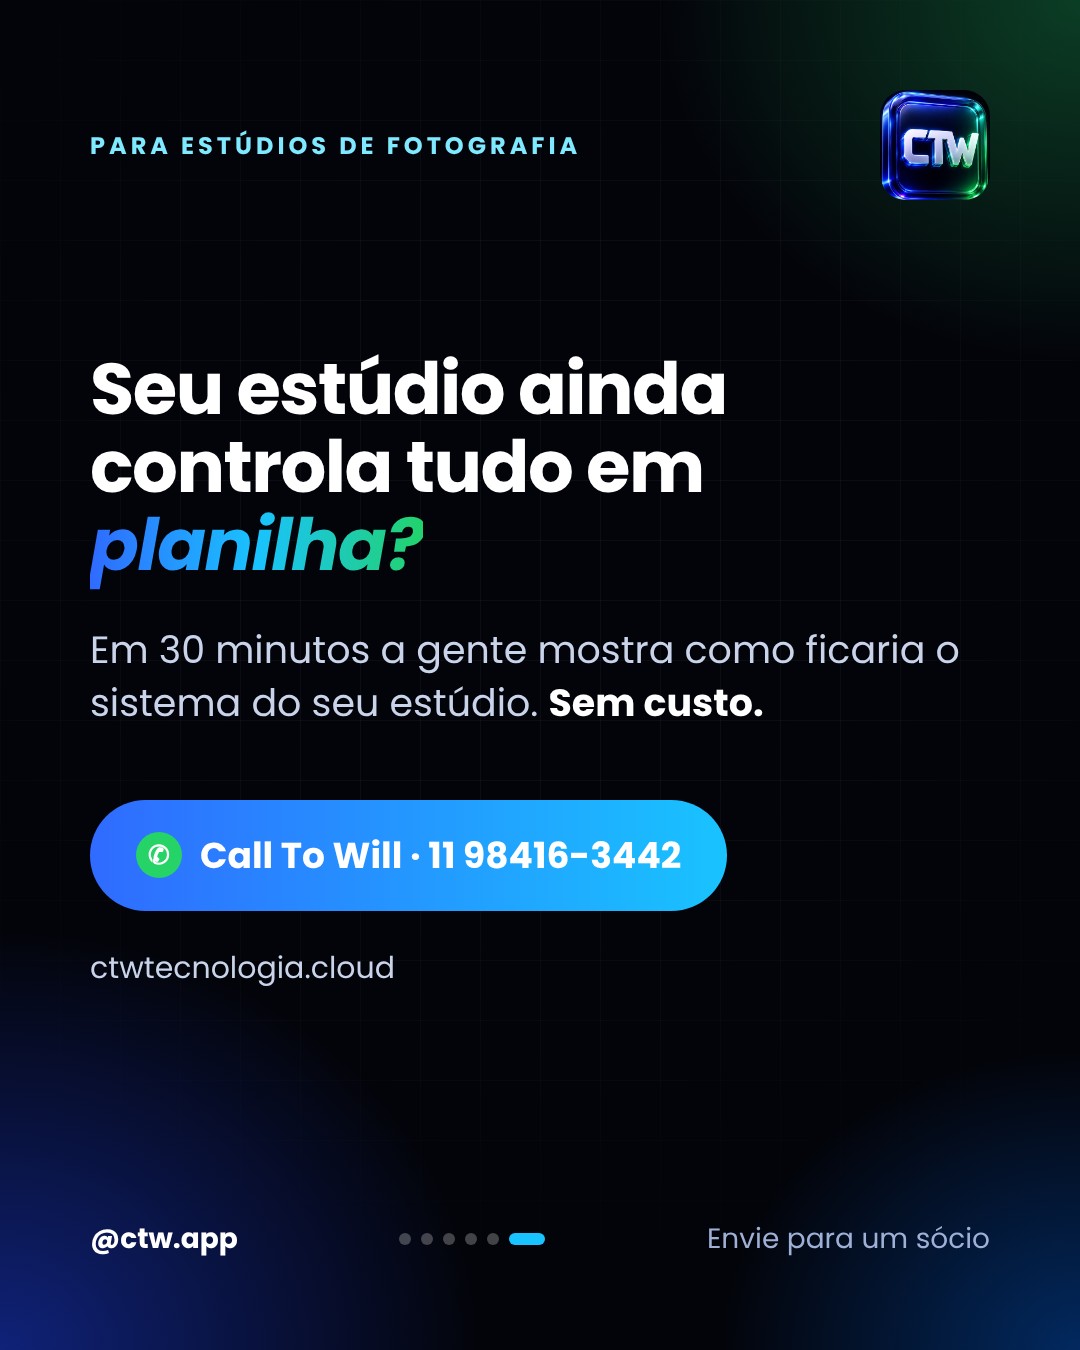 PARA ESTÚDIOS DE FOTOGRAFIA
CTW
Seu estúdio ainda
controla tudo em
planilha?
Em 30 minutos a gente mostra como ficaria o
sistema do seu estúdio. Sem custo.
✆ Call To Will · 11 98416-3442
ctwtecnologia.cloud
@ctw.app
Envie para um sócio